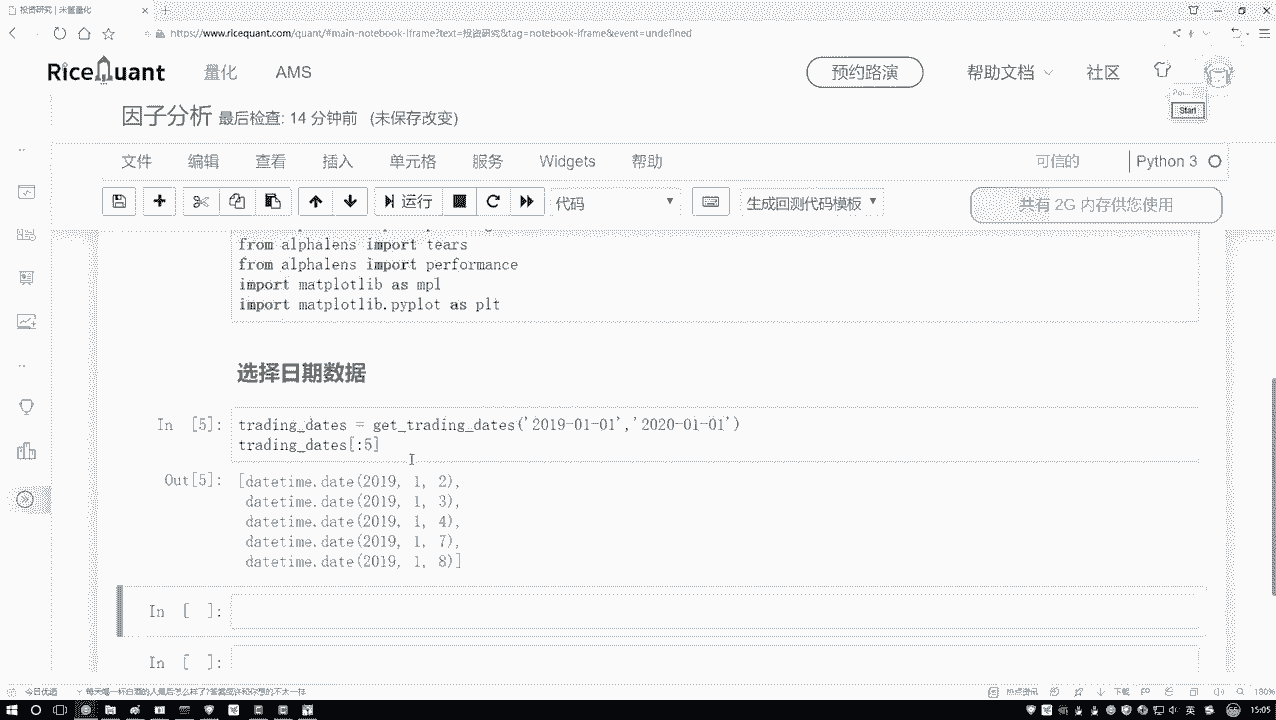 投资研究 | 米筐量化
https://www.ricequant.com/quant/#main-notebook-iframe?text=投资研究&tag=notebook-iframe&event=undefined
RiceQuant 量化 AMS 预约路演 帮助文档 社区
Start
因子分析 最后检查: 14 分钟前 (未保存改变)
文件 编辑 查看 插入 单元格 服务 Widgets 帮助 可信的 Python 3
运行 代码 生成回测代码模板 共有 2G 内存供您使用
from alphalens import tears
from alphalens import performance
import matplotlib as mpl
import matplotlib.pyplot as plt
选择日期数据
In [5]: trading_dates = get_trading_dates('2019-01-01','2020-01-01')
trading_dates[:5]
Out[5]: [datetime.date(2019, 1, 2),
datetime.date(2019, 1, 3),
datetime.date(2019, 1, 4),
datetime.date(2019, 1, 7),
datetime.date(2019, 1, 8)]
In [ ]:
In [ ]:
今日优选 每天喝一杯白酒的人最后怎么样了?答案或许和你想的不太一样 热点资讯 下载 180%
英 15:05